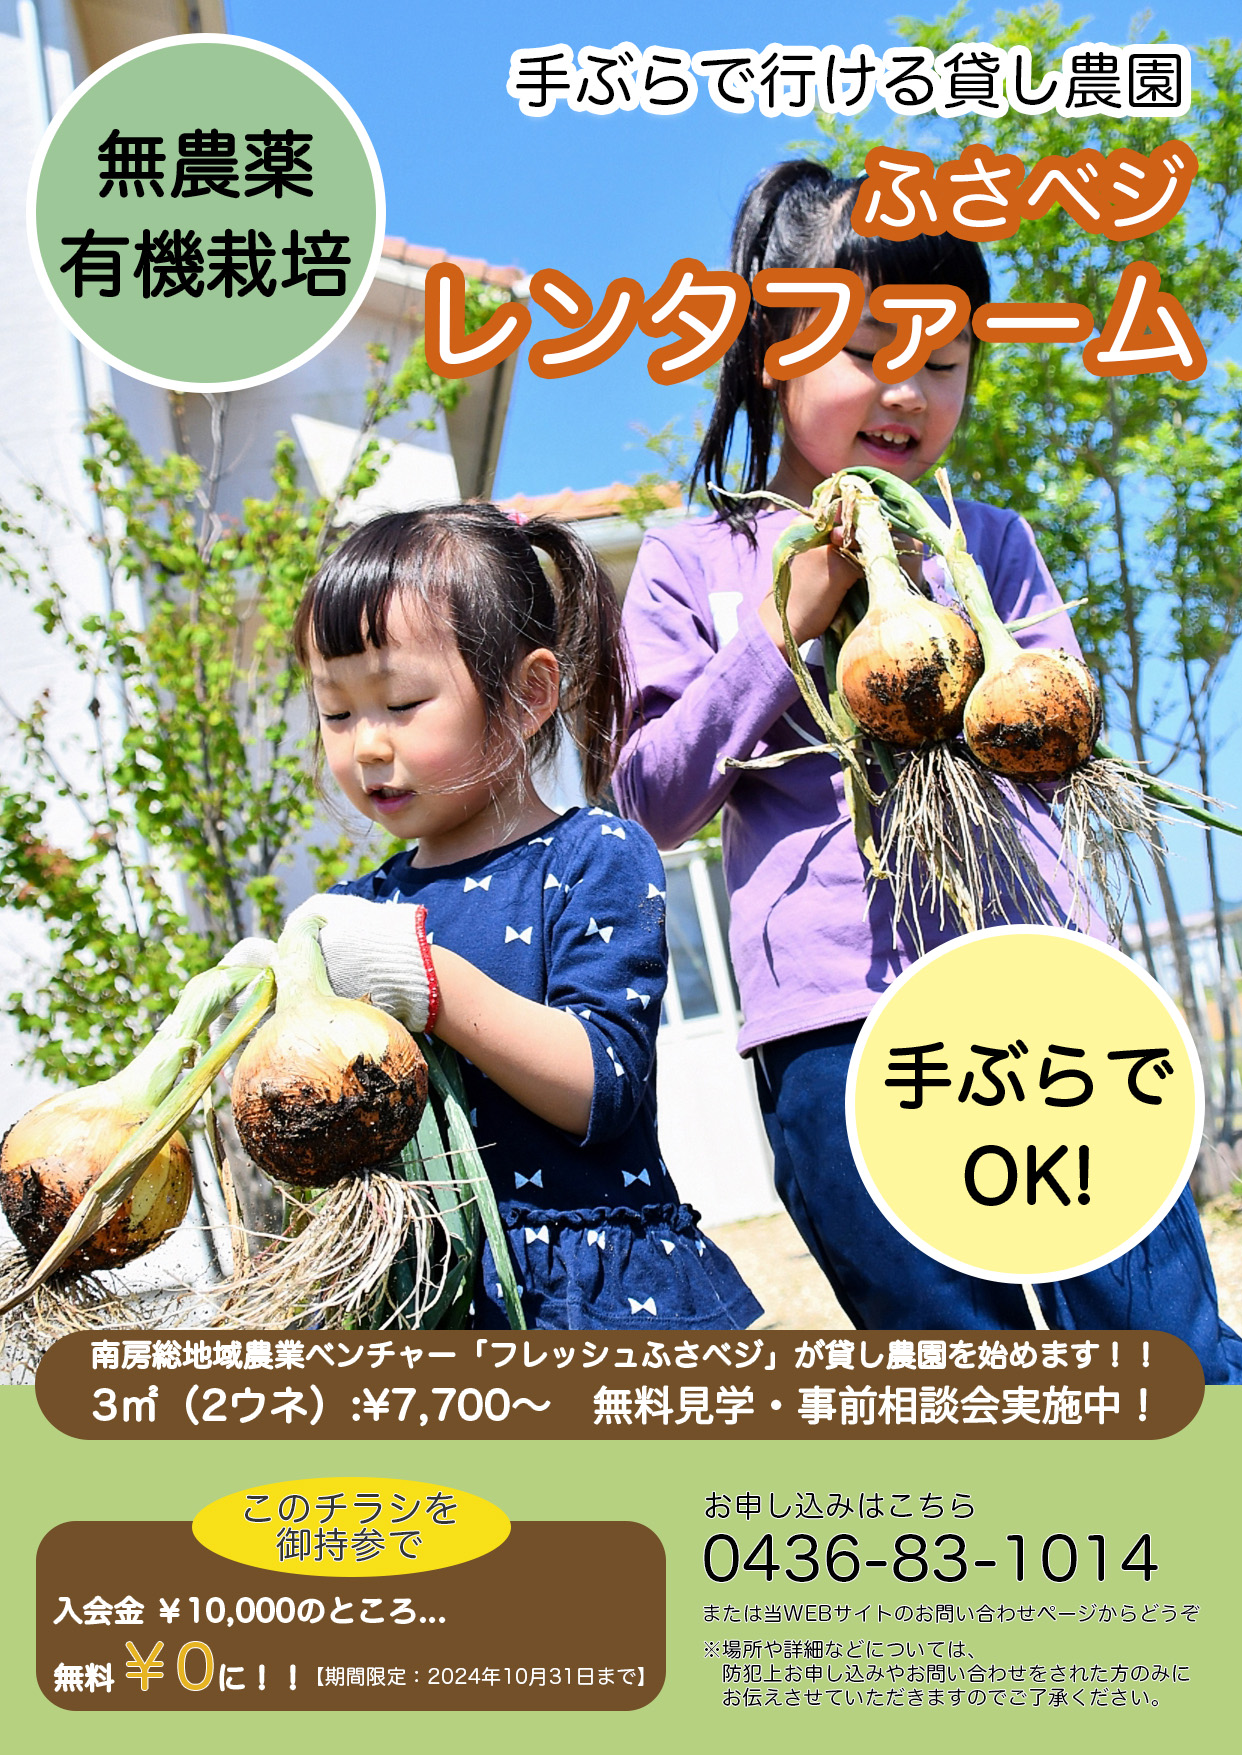 無農薬
有機栽培
手ぶらで行ける貸し農園
ふさベジ
レンタファーム
手ぶらで
OK!
南房総地域農業ベンチャー「フレッシュふさベジ」が貸し農園を始めます！！
3㎡（2ウネ）:¥7,700〜　無料見学・事前相談会実施中！
このチラシを
御持参で
入会金 ￥10,000のところ...
無料 ￥0に！！【期間限定：2024年10月31日まで】
お申し込みはこちら
0436-83-1014
または当WEBサイトのお問い合わせページからどうぞ
※場所や詳細などについては、
防犯上お申し込みやお問い合わせをされた方のみに
お伝えさせていただきますのでご了承ください。